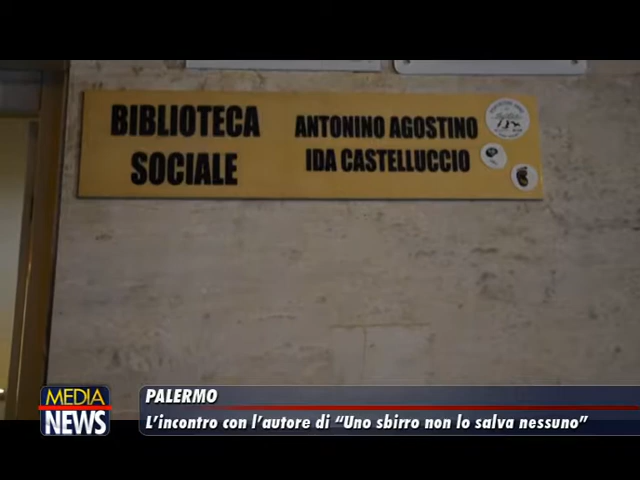 BIBLIOTECA
SOCIALE
ANTONINO AGOSTINO
IDA CASTELLUCCIO
MEDIA
NEWS
PALERMO
L'incontro con l'autore di "Uno sbirro non lo salva nessuno"